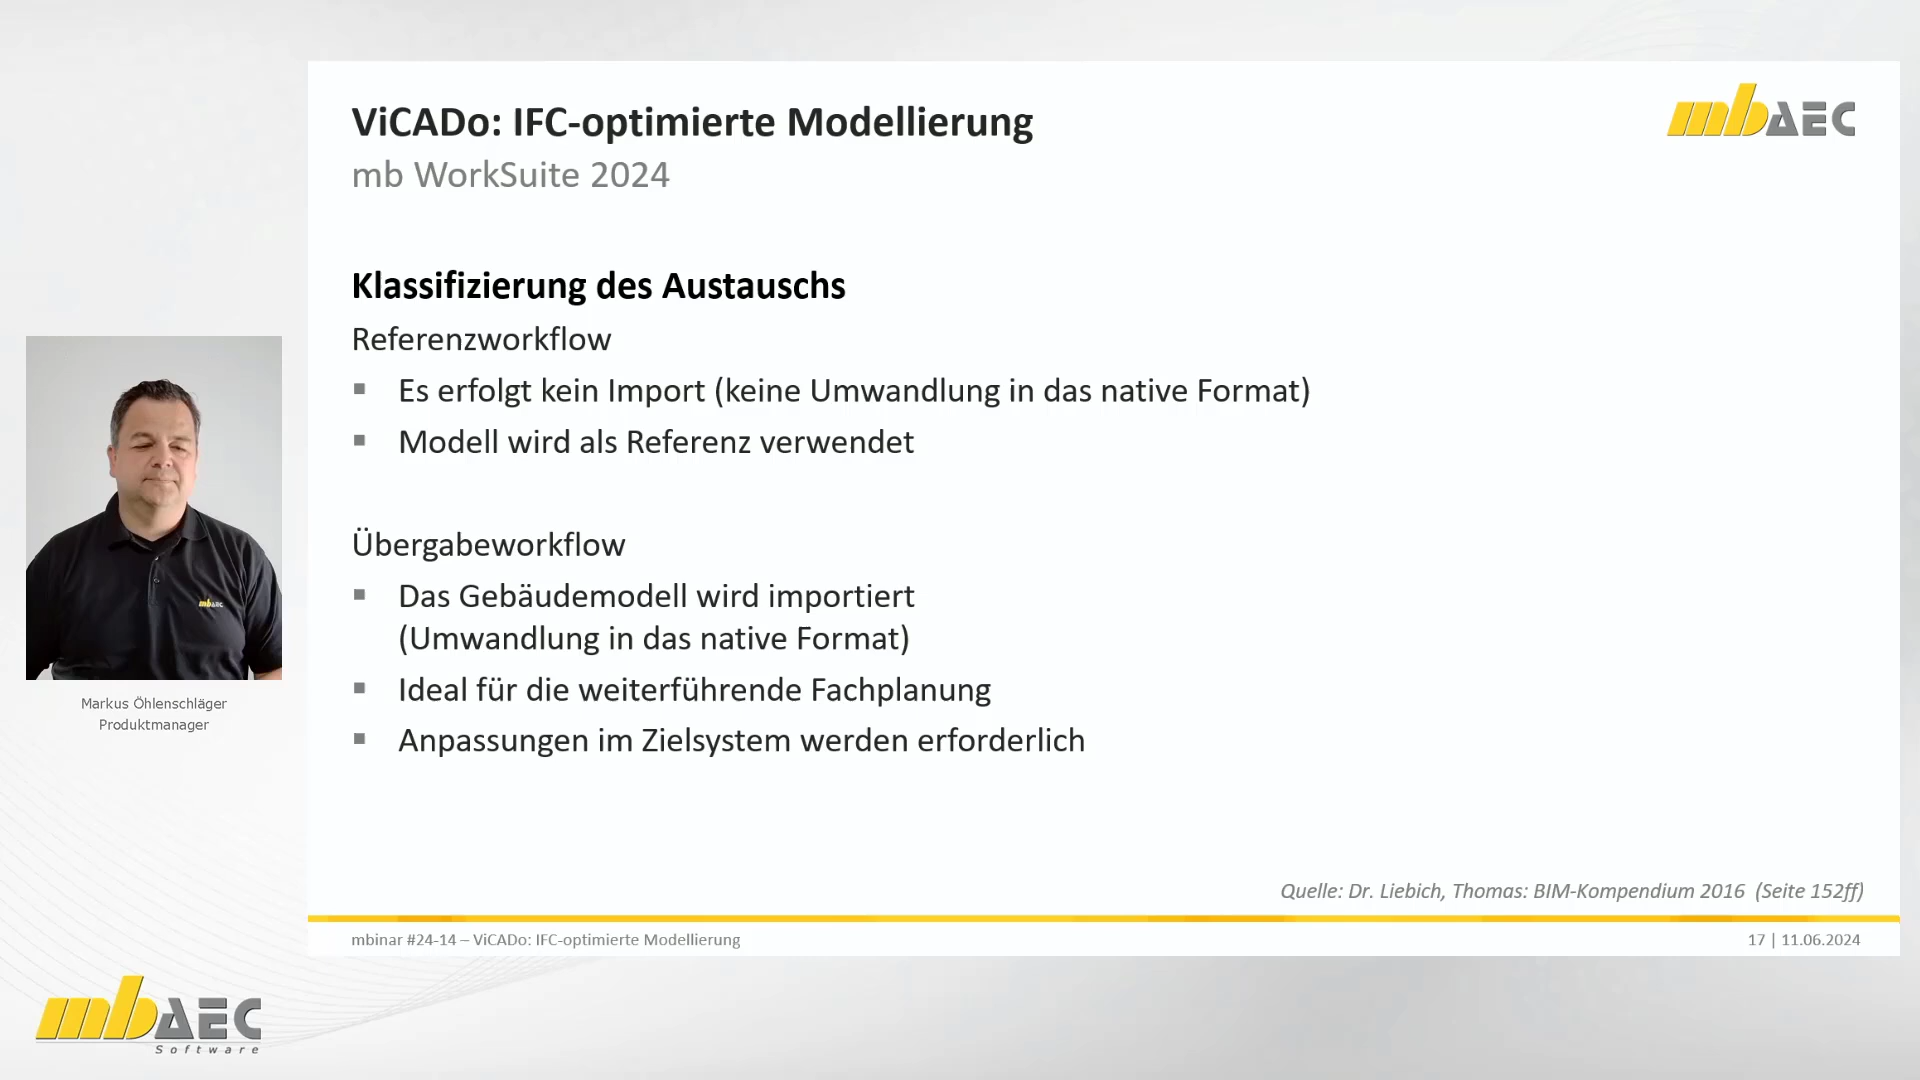 ViCADo: IFC-optimierte Modellierung
mb WorkSuite 2024
mbAEC
Klassifizierung des Austauschs
Referenzworkflow
▪ Es erfolgt kein Import (keine Umwandlung in das native Format)
▪ Modell wird als Referenz verwendet
Übergabeworkflow
▪ Das Gebäudemodell wird importiert
(Umwandlung in das native Format)
▪ Ideal für die weiterführende Fachplanung
▪ Anpassungen im Zielsystem werden erforderlich
Quelle: Dr. Liebich, Thomas: BIM-Kompendium 2016 (Seite 152ff)
mbinar #24-14 – ViCADo: IFC-optimierte Modellierung
17 | 11.06.2024
mbAEC
Markus Öhlenschläger
Produktmanager
mbAEC
Software